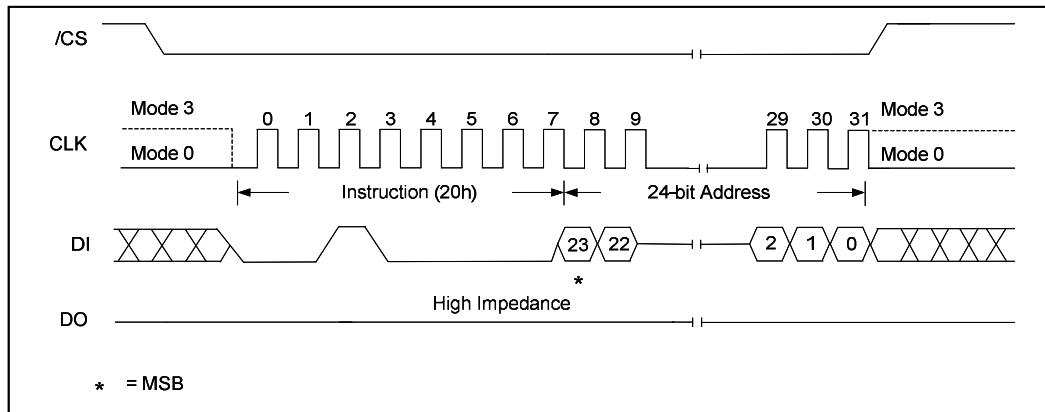 /CS
Mode 3
Mode 3
0 1 2 3 4 5 6 7 8 9 29 30 31
CLK
Mode 0
Mode 0
Instruction (20h)
24-bit Address
DI
23 22 2 1 0
*
High Impedance
DO
* = MSB